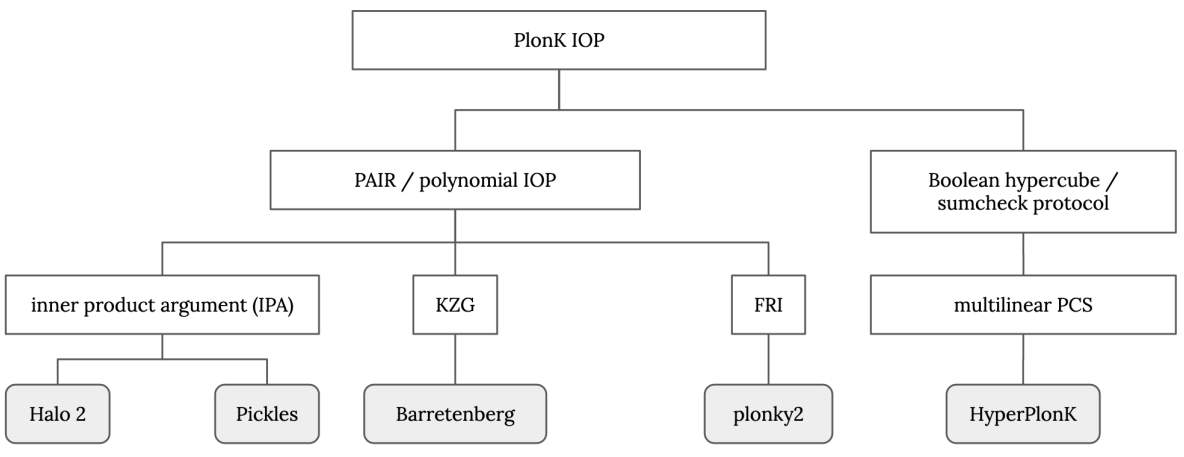 PlonK IOP
PAIR / polynomial IOP
Boolean hypercube /
sumcheck protocol
inner product argument (IPA)
KZG
FRI
multilinear PCS
Halo 2
Pickles
Barretenberg
plonky2
HyperPlonK